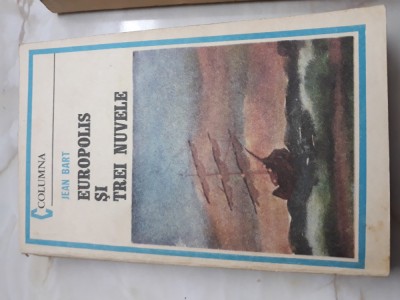 COLUMNA
JEAN BART
EUROPOLIS
ȘI
TREI NUVELE